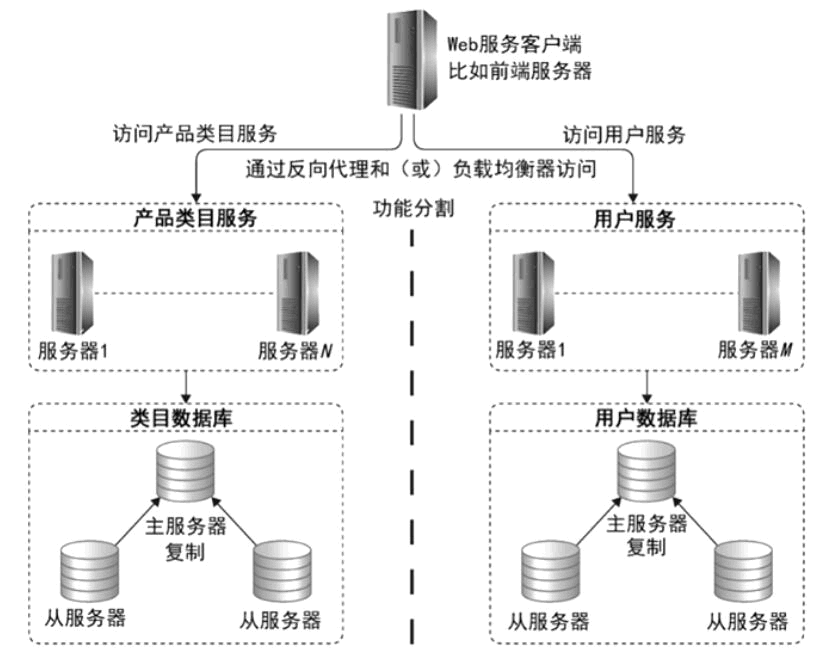 Web服务客户端
比如前端服务器
访问产品类目服务
访问用户服务
通过反向代理和（或）负载均衡器访问
产品类目服务
功能分割
用户服务
服务器1
服务器N
服务器1
服务器M
类目数据库
用户数据库
主服务器
复制
主服务器
复制
从服务器
从服务器
从服务器
从服务器